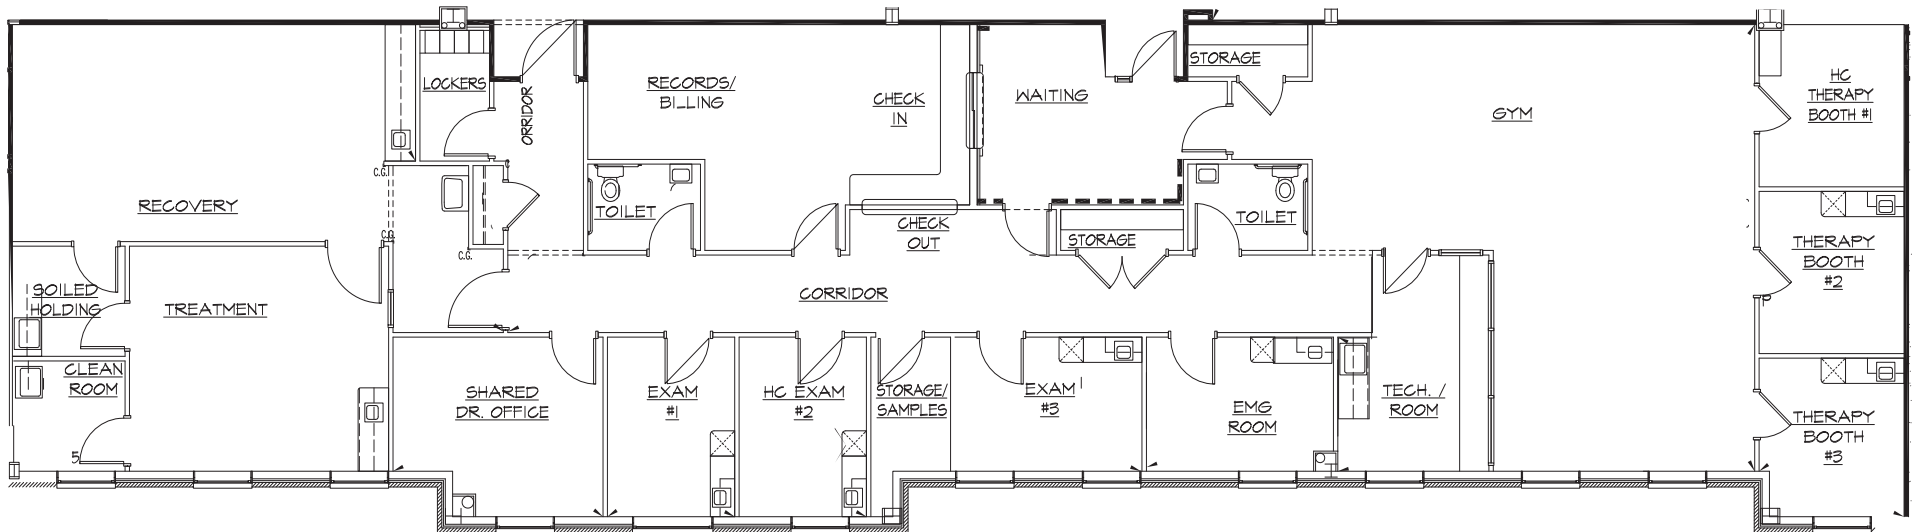 LOCKERS
ORRIDOR
RECORDS/
BILLING
CHECK
IN
WAITING
STORAGE
GYM
HC
THERAPY
BOOTH #1
C.G.
RECOVERY
C.G.
C.G.
TOILET
CHECK
OUT
STORAGE
TOILET
THERAPY
BOOTH
#2
SOILED
HOLDING
TREATMENT
CORRIDOR
CLEAN
ROOM
5
SHARED
DR. OFFICE
EXAM
#1
HC EXAM
#2
STORAGE/
SAMPLES
EXAM
#3
EMG
ROOM
TECH. /
ROOM
THERAPY
BOOTH
#3